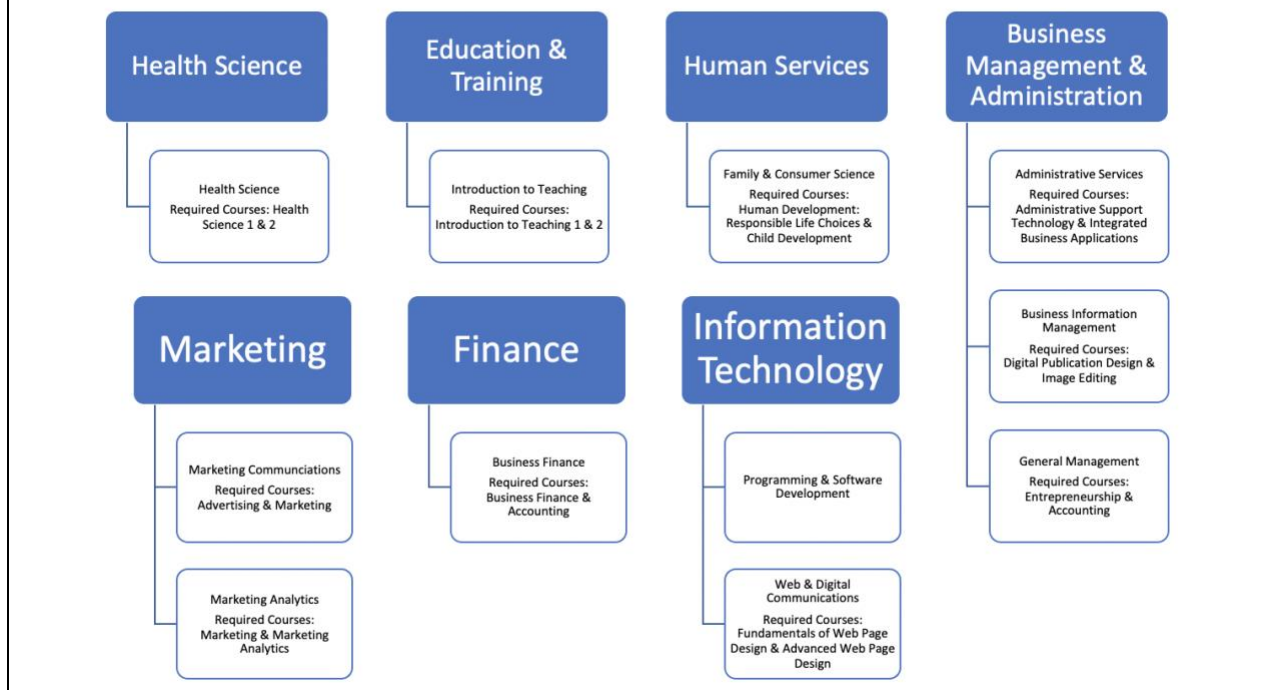 Health Science
Health Science
Required Courses: Health
Science 1 & 2
Education &
Training
Introduction to Teaching
Required Courses:
Introduction to Teaching 1 & 2
Human Services
Family & Consumer Science
Required Courses:
Human Development:
Responsible Life Choices &
Child Development
Business
Management &
Administration
Administrative Services
Required Courses:
Administrative Support
Technology & Integrated
Business Applications
Business Information
Management
Required Courses:
Digital Publication Design &
Image Editing
General Management
Required Courses:
Entrepreneurship &
Accounting
Marketing
Marketing Communciations
Required Courses:
Advertising & Marketing
Marketing Analytics
Required Courses:
Marketing & Marketing
Analytics
Finance
Business Finance
Required Courses:
Business Finance &
Accounting
Information
Technology
Programming & Software
Development
Web & Digital
Communications
Required Courses:
Fundamentals of Web Page
Design & Advanced Web Page
Design